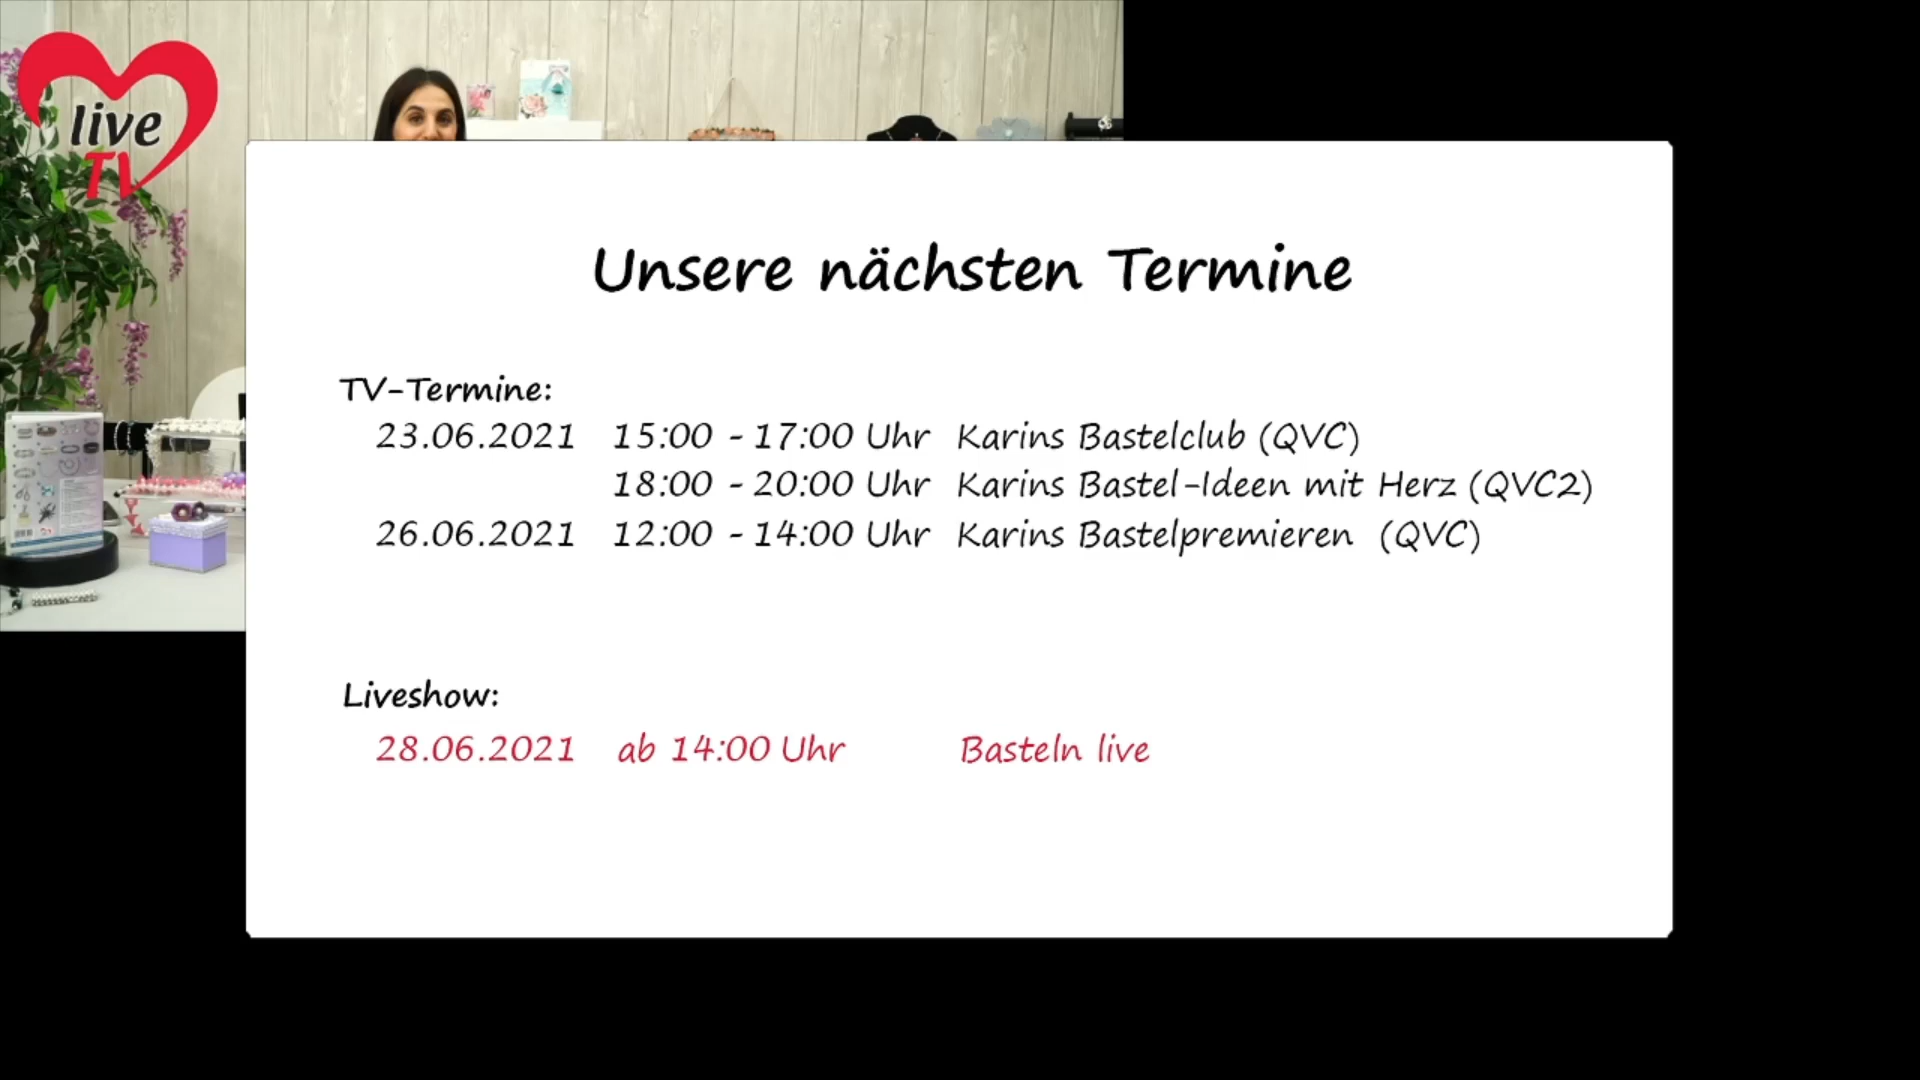 live
TV
Unsere nächsten Termine
TV-Termine:
23.06.2021 15:00 - 17:00 Uhr Karins Bastelclub (QVC)
18:00 - 20:00 Uhr Karins Bastel-Ideen mit Herz (QVC2)
26.06.2021 12:00 - 14:00 Uhr Karins Bastelpremieren (QVC)
Liveshow:
28.06.2021 ab 14:00 Uhr Basteln live